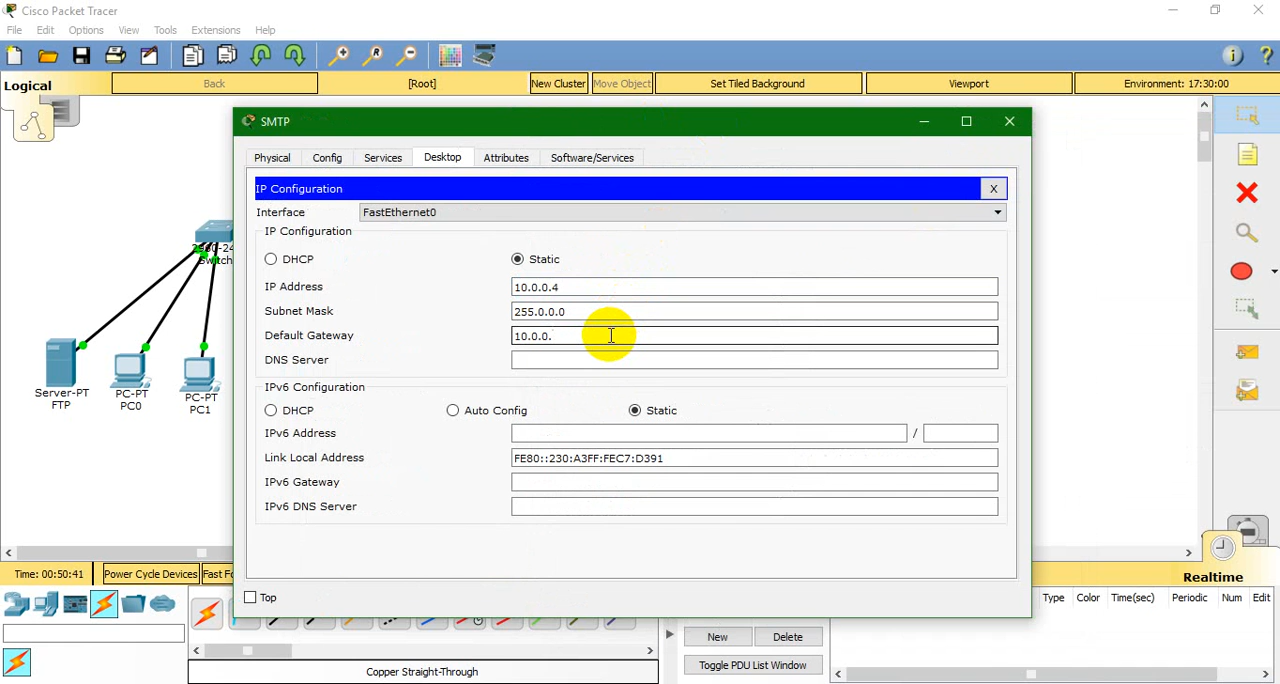 Cisco Packet Tracer
File Edit Options View Tools Extensions Help
Logical
Back
[Root]
New Cluster
Move Object
Set Tiled Background
Viewport
Environment: 17:30:00
SMTP
Physical Config Services Desktop Attributes Software/Services
IP Configuration X
Interface FastEthernet0
IP Configuration
DHCP Static
IP Address 10.0.0.4
Subnet Mask 255.0.0.0
Default Gateway 10.0.0.
DNS Server
IPv6 Configuration
DHCP Auto Config Static
IPv6 Address /
Link Local Address FE80::230:A3FF:FEC7:D391
IPv6 Gateway
IPv6 DNS Server
Top
Server-PT
FTP
PC-PT
PC0
PC-PT
PC1
Time: 00:50:41
Power Cycle Devices
Fast Fo
Realtime
Type Color Time(sec) Periodic Num Edit
New
Delete
Toggle PDU List Window
Copper Straight-Through